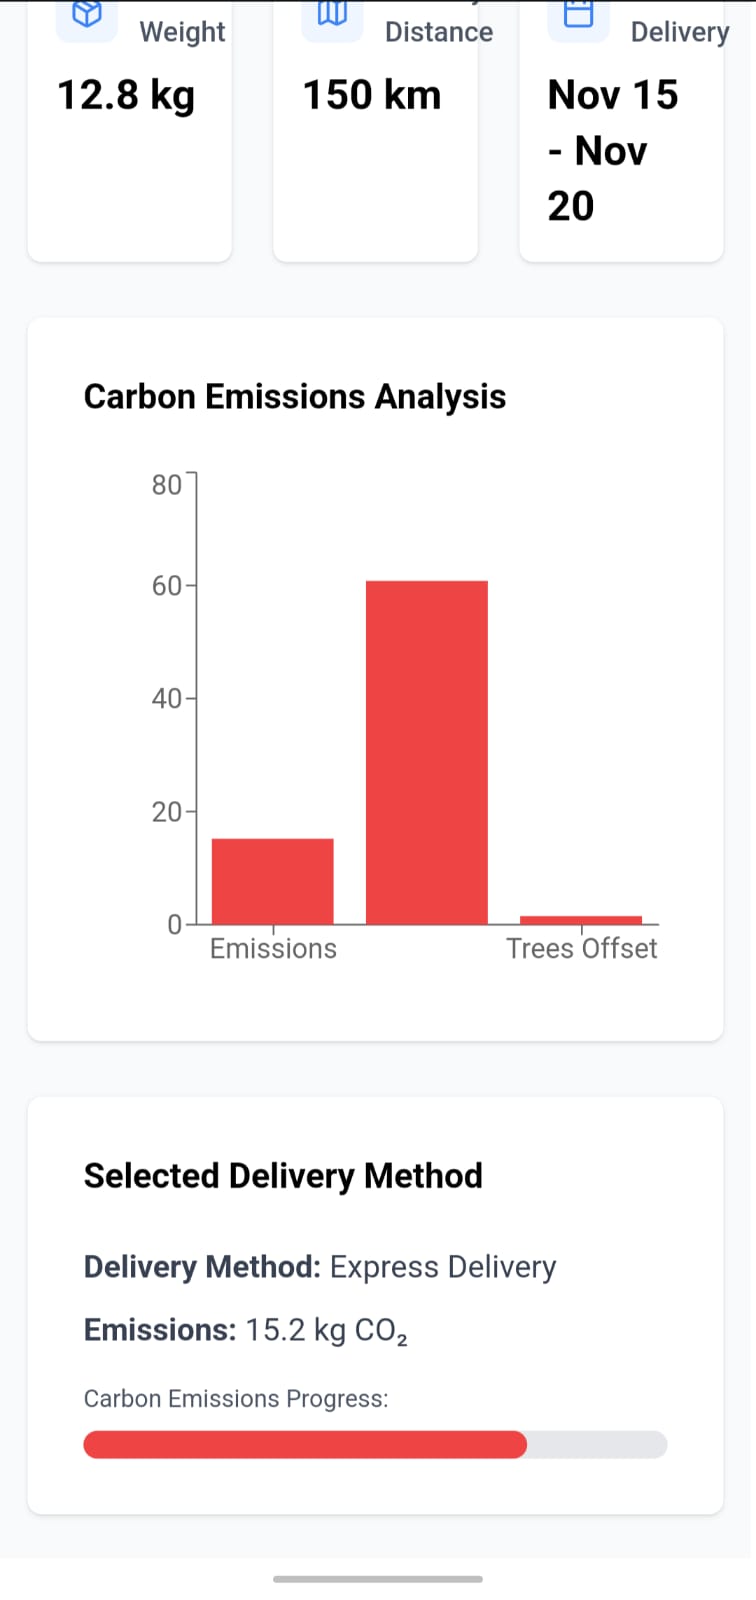 Weight
Distance
Delivery
12.8 kg
150 km
Nov 15
- Nov
20
Carbon Emissions Analysis
80
60
40
20
0
Emissions
Trees Offset
Selected Delivery Method
Delivery Method: Express Delivery
Emissions: 15.2 kg CO₂
Carbon Emissions Progress: